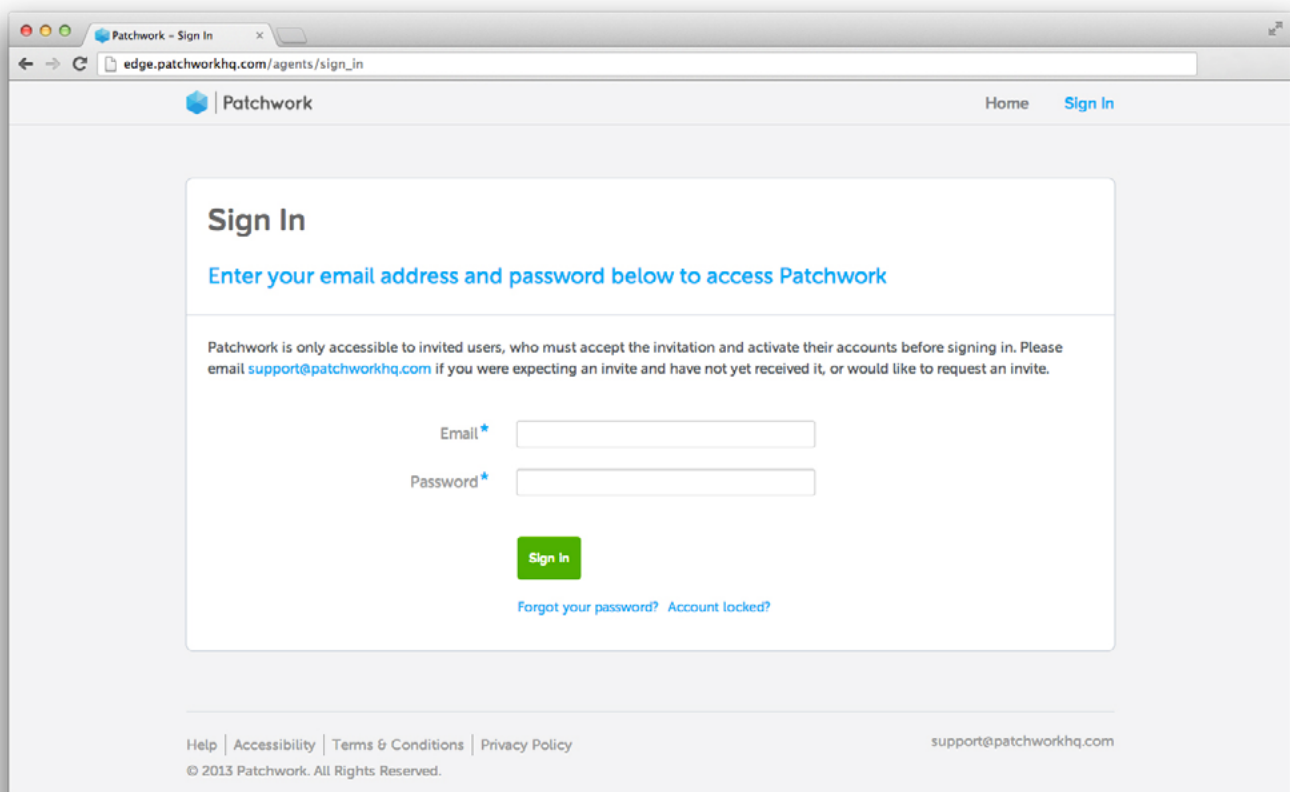 Patchwork - Sign In
edge.patchworkhq.com/agents/sign_in
Patchwork
Home Sign In
Sign In
Enter your email address and password below to access Patchwork
Patchwork is only accessible to invited users, who must accept the invitation and activate their accounts before signing in. Please
email support@patchworkhq.com if you were expecting an invite and have not yet received it, or would like to request an invite.
Email*
Password*
Sign In
Forgot your password? Account locked?
Help | Accessibility | Terms & Conditions | Privacy Policy
support@patchworkhq.com
© 2013 Patchwork. All Rights Reserved.